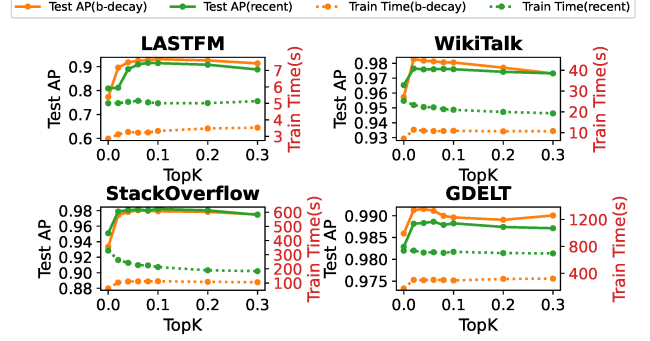 Test AP(b-decay) Test AP(recent) Train Time(b-decay) Train Time(recent)
LASTFM
Test AP
0.9
0.8
0.7
0.6
7
6
5
4
3
Train Time(s)
0.0 0.1 0.2 0.3
TopK
WikiTalk
Test AP
0.98
0.97
0.96
0.95
0.94
0.93
40
30
20
10
Train Time(s)
0.0 0.1 0.2 0.3
TopK
StackOverflow
Test AP
0.98
0.96
0.94
0.92
0.90
0.88
600
500
400
300
200
100
Train Time(s)
0.0 0.1 0.2 0.3
TopK
GDELT
Test AP
0.990
0.985
0.980
0.975
1200
800
400
Train Time(s)
0.0 0.1 0.2 0.3
TopK